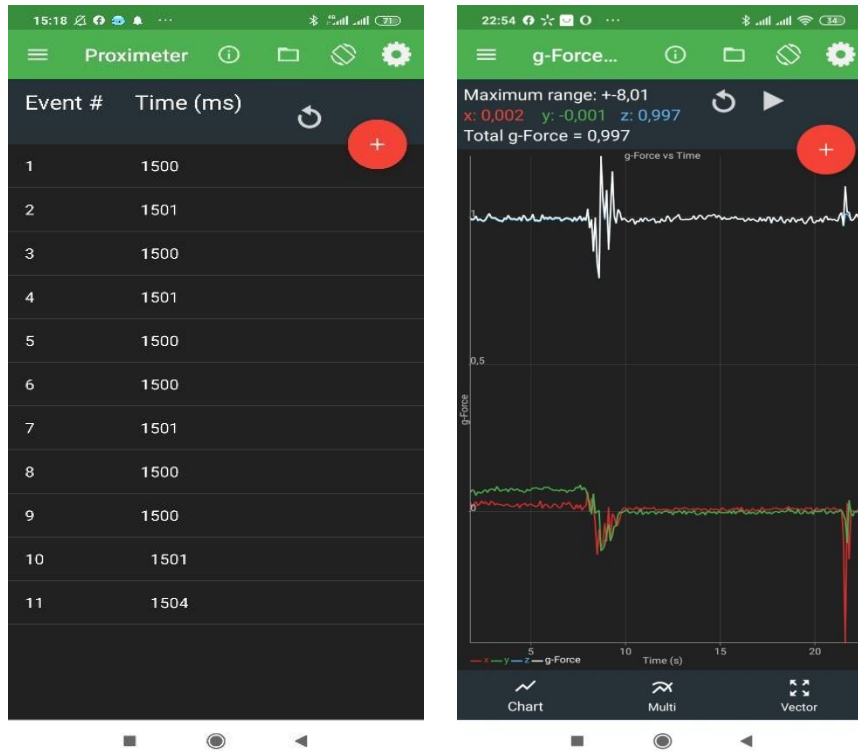 15:18
71
Proximeter
Event # Time (ms)
+
1 1500
2 1501
3 1500
4 1501
5 1500
6 1500
7 1501
8 1500
9 1500
10 1501
11 1504
22:54
34
g-Force...
Maximum range: +-8,01
x: 0,002 y: -0,001 z: 0,997
Total g-Force = 0,997
+
g-Force vs Time
1
0,5
g-Force
0
5 10 15 20
x y z g-Force Time (s)
Chart Multi Vector